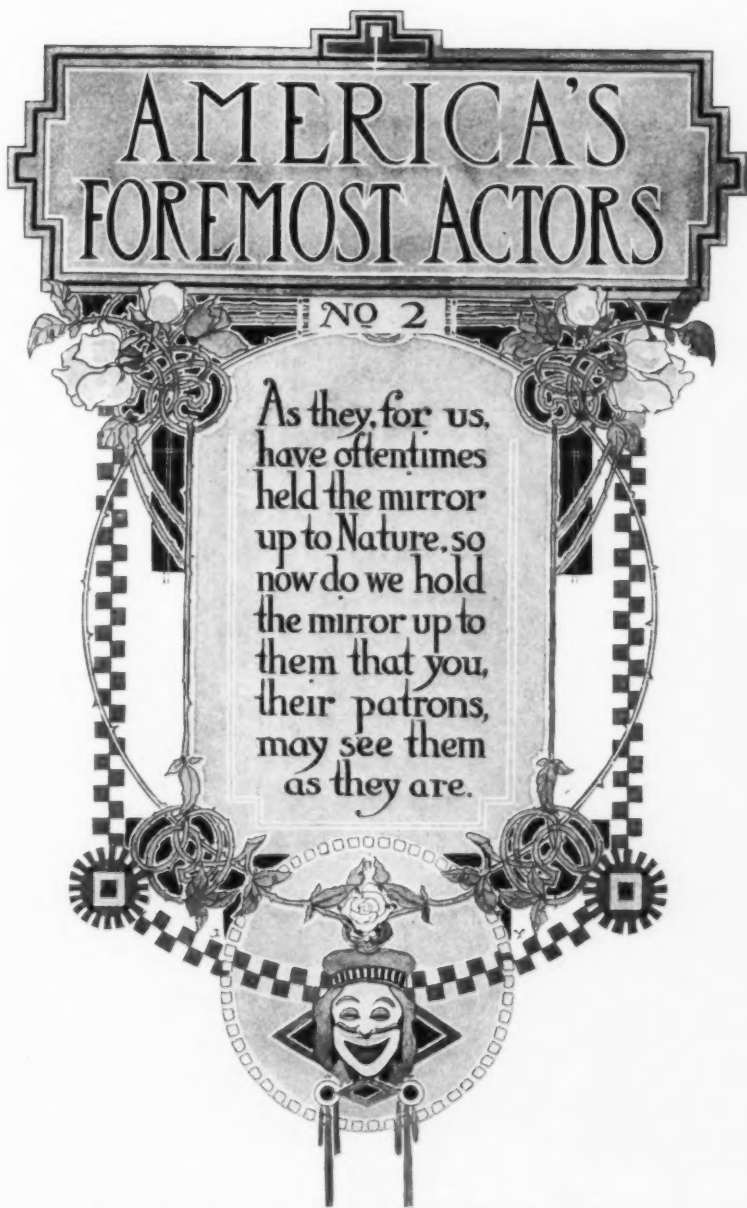 AMERICA'S
FOREMOST ACTORS
NO 2
As they, for us,
have oftentimes
held the mirror
up to Nature, so
now do we hold
the mirror up to
them that you,
their patrons,
may see them
as they are.
J Y